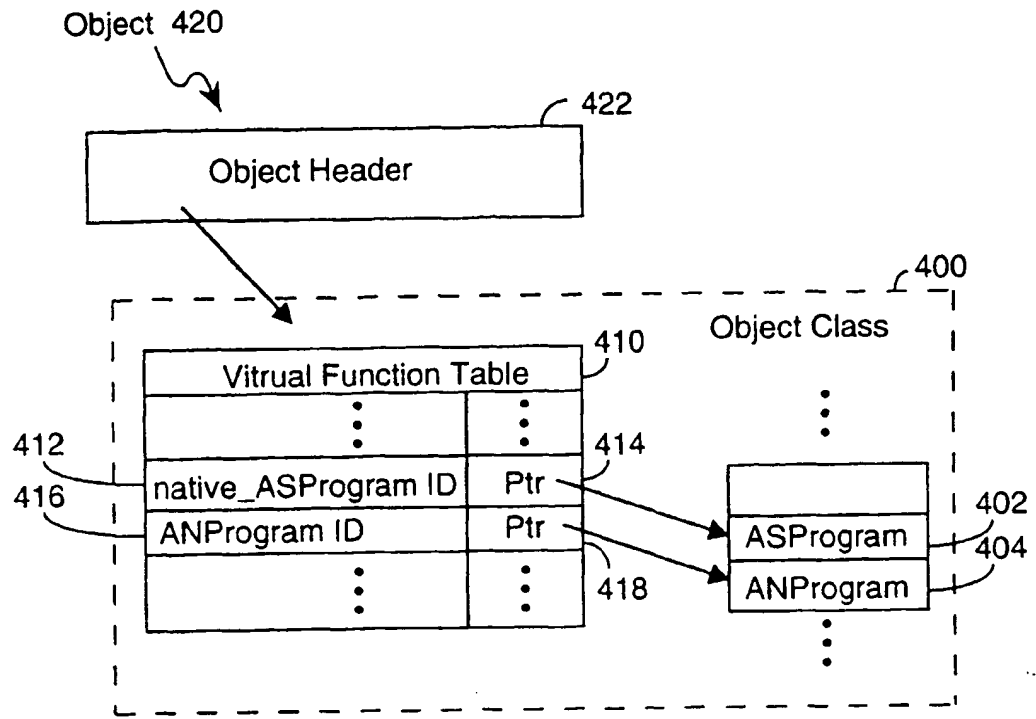 Object 420
422
Object Header
400
Object Class
410
Vitrual Function Table
412
414
native_ASProgram ID
Ptr
416
402
ANProgram ID
Ptr
ASProgram
404
418
ANProgram